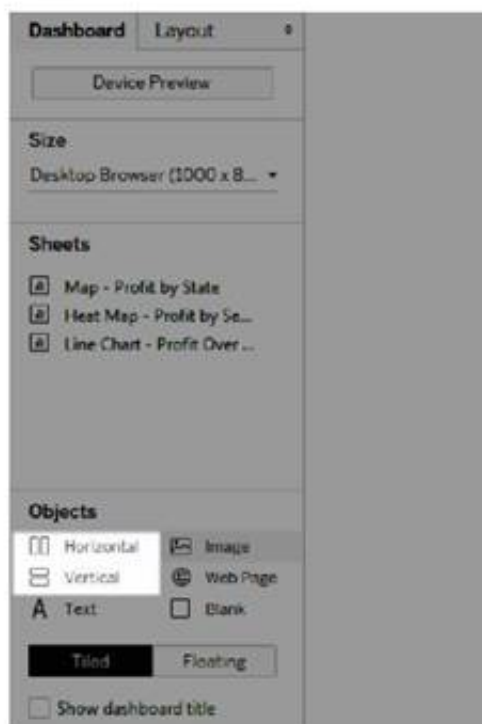 Dashboard Layout
Device Preview
Size
Desktop Browser (1000 x 8...
Sheets
Map - Profit by State
Heat Map - Profit by Se...
Line Chart - Profit Over ...
Objects
Horizontal Image
Vertical Web Page
A Text Blank
Tiled Floating
Show dashboard title